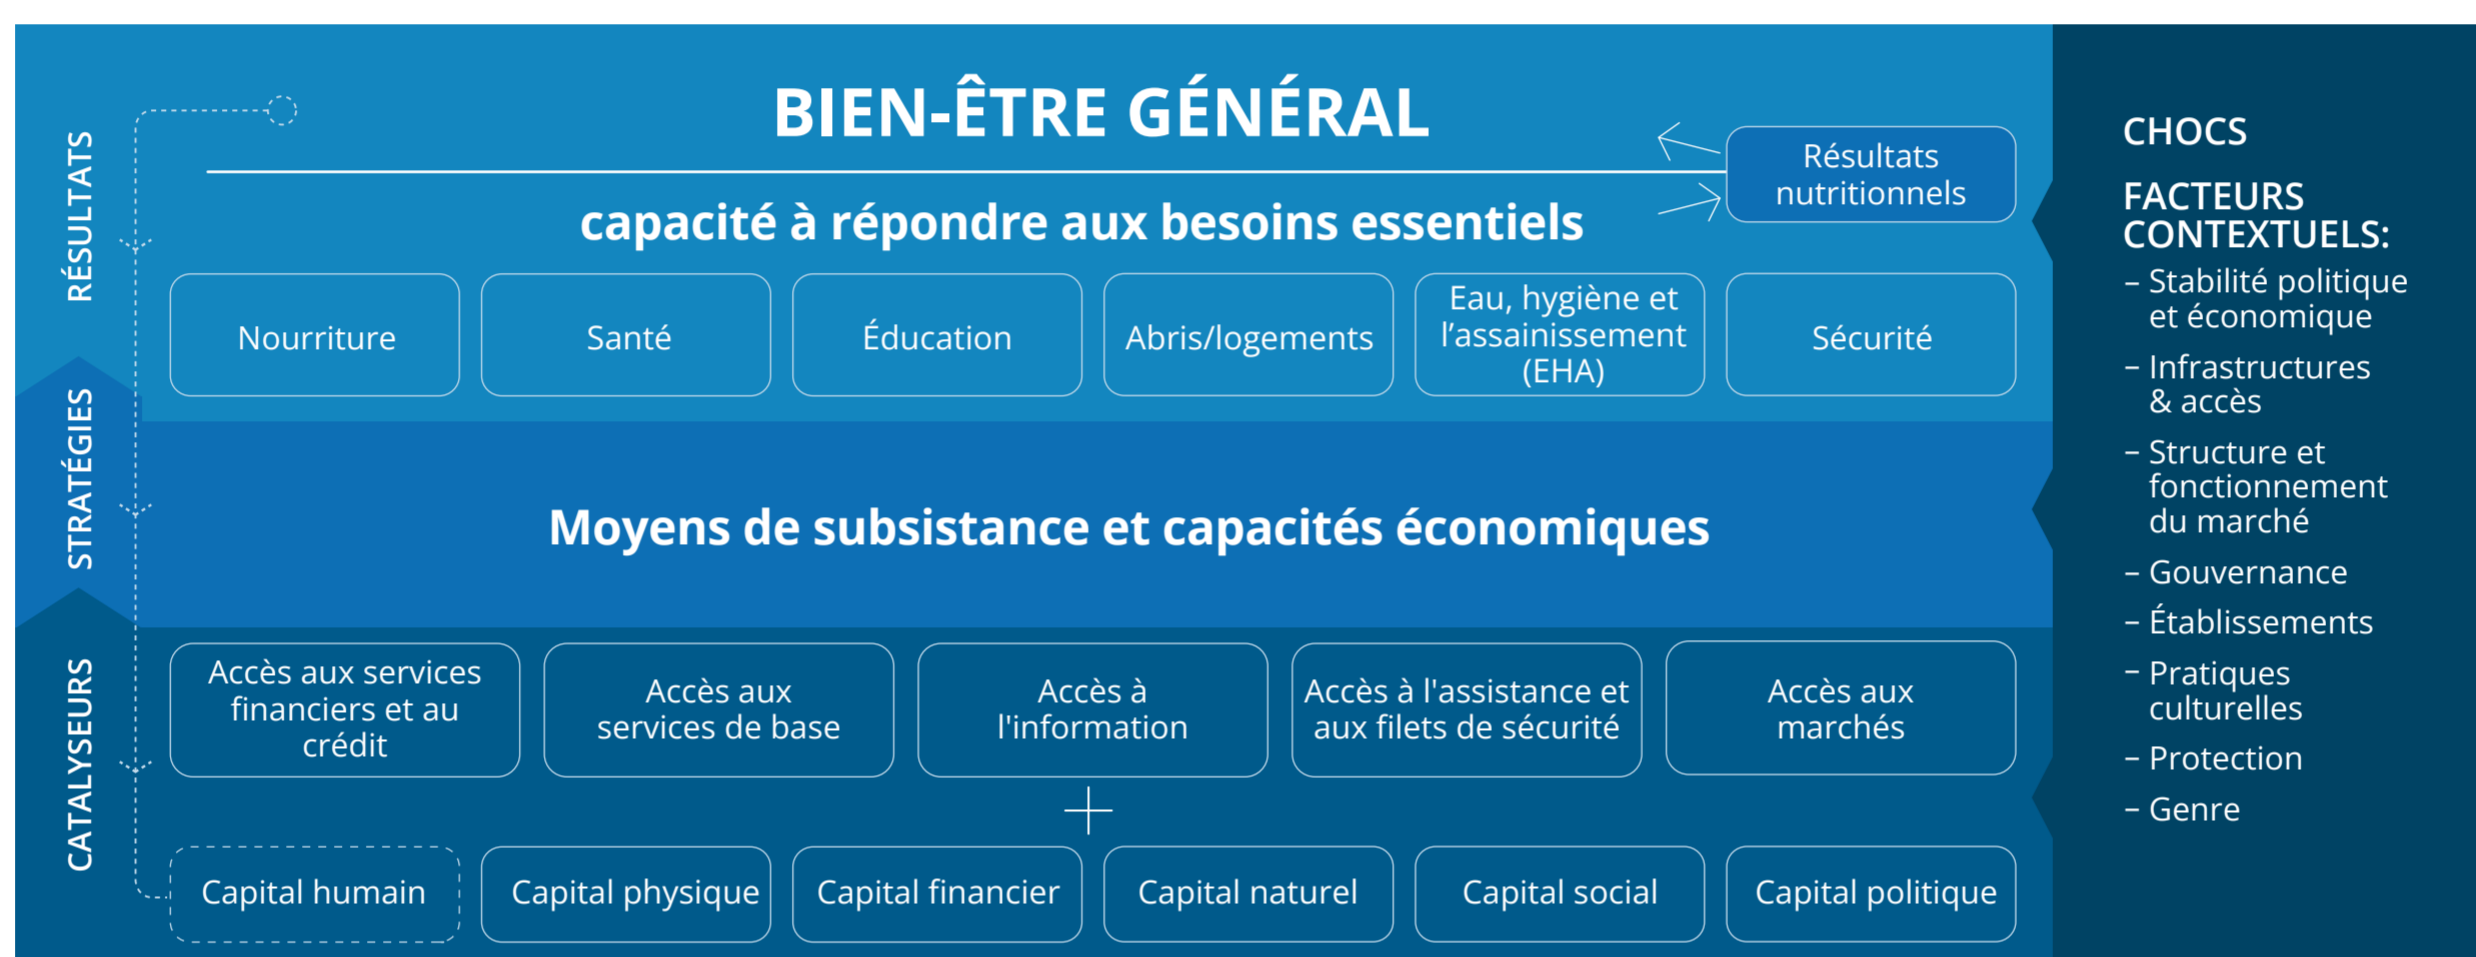 BIEN-ÊTRE GÉNÉRAL
Résultats
nutritionnels
capacité à répondre aux besoins essentiels
RÉSULTATS
Nourriture
Santé
Éducation
Abris/logements
Eau, hygiène et
l’assainissement
(EHA)
Sécurité
STRATÉGIES
Moyens de subsistance et capacités économiques
CATALYSEURS
Accès aux services
financiers et au
crédit
Accès aux
services de base
Accès à
l'information
Accès à l'assistance et
aux filets de sécurité
Accès aux
marchés
+
Capital humain
Capital physique
Capital financier
Capital naturel
Capital social
Capital politique
CHOCS
FACTEURS
CONTEXTUELS:
– Stabilité politique
et économique
– Infrastructures
& accès
– Structure et
fonctionnement
du marché
– Gouvernance
– Établissements
– Pratiques
culturelles
– Protection
– Genre